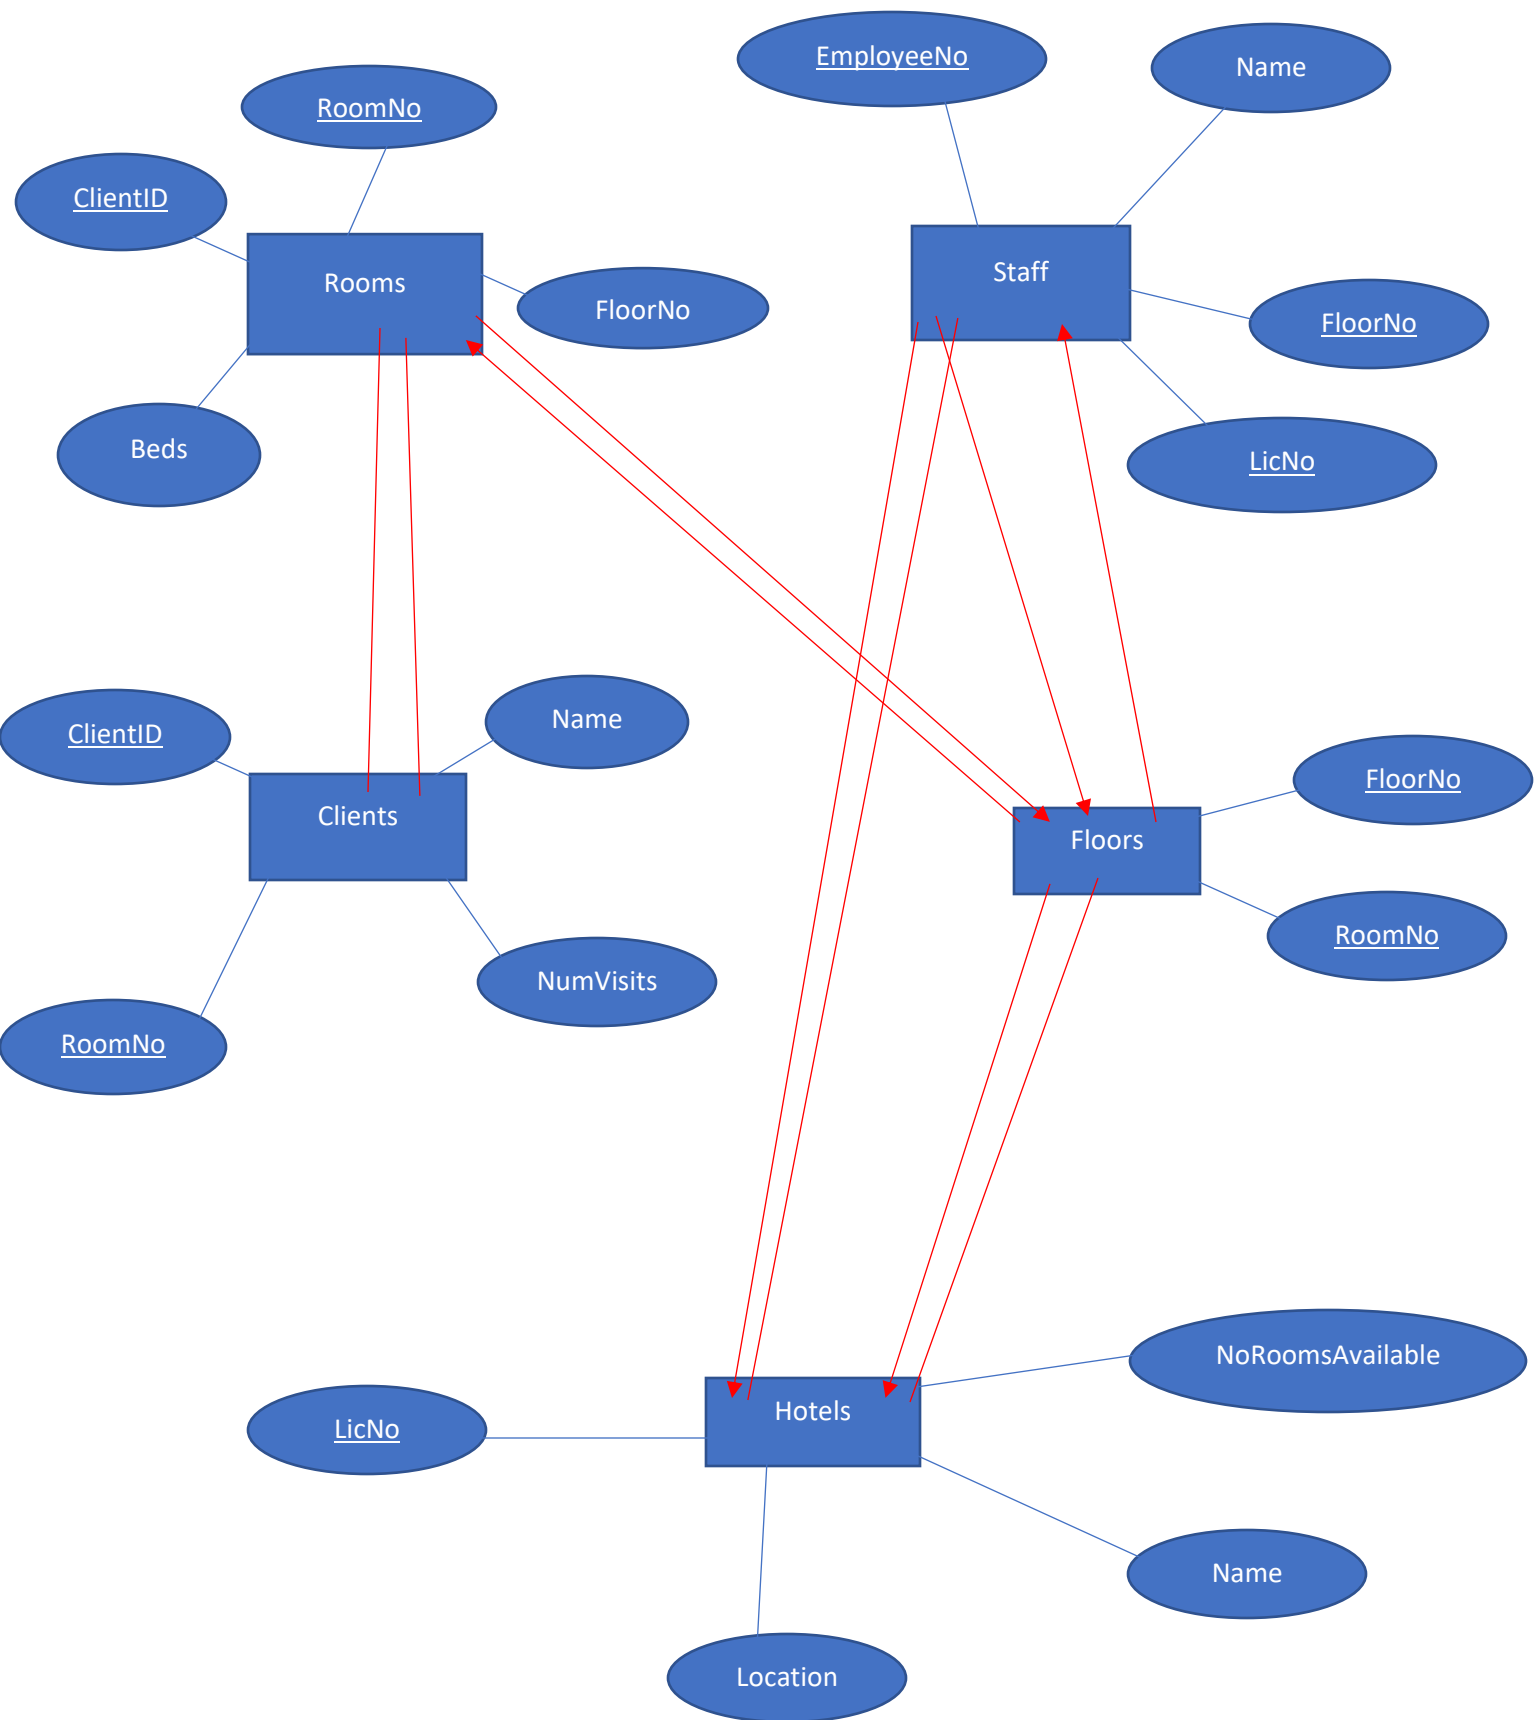 EmployeeNo
Name
RoomNo
ClientID
Rooms
Staff
FloorNo
FloorNo
Beds
LicNo
ClientID
Name
Clients
FloorNo
Floors
RoomNo
NumVisits
RoomNo
NoRoomsAvailable
Hotels
LicNo
Name
Location